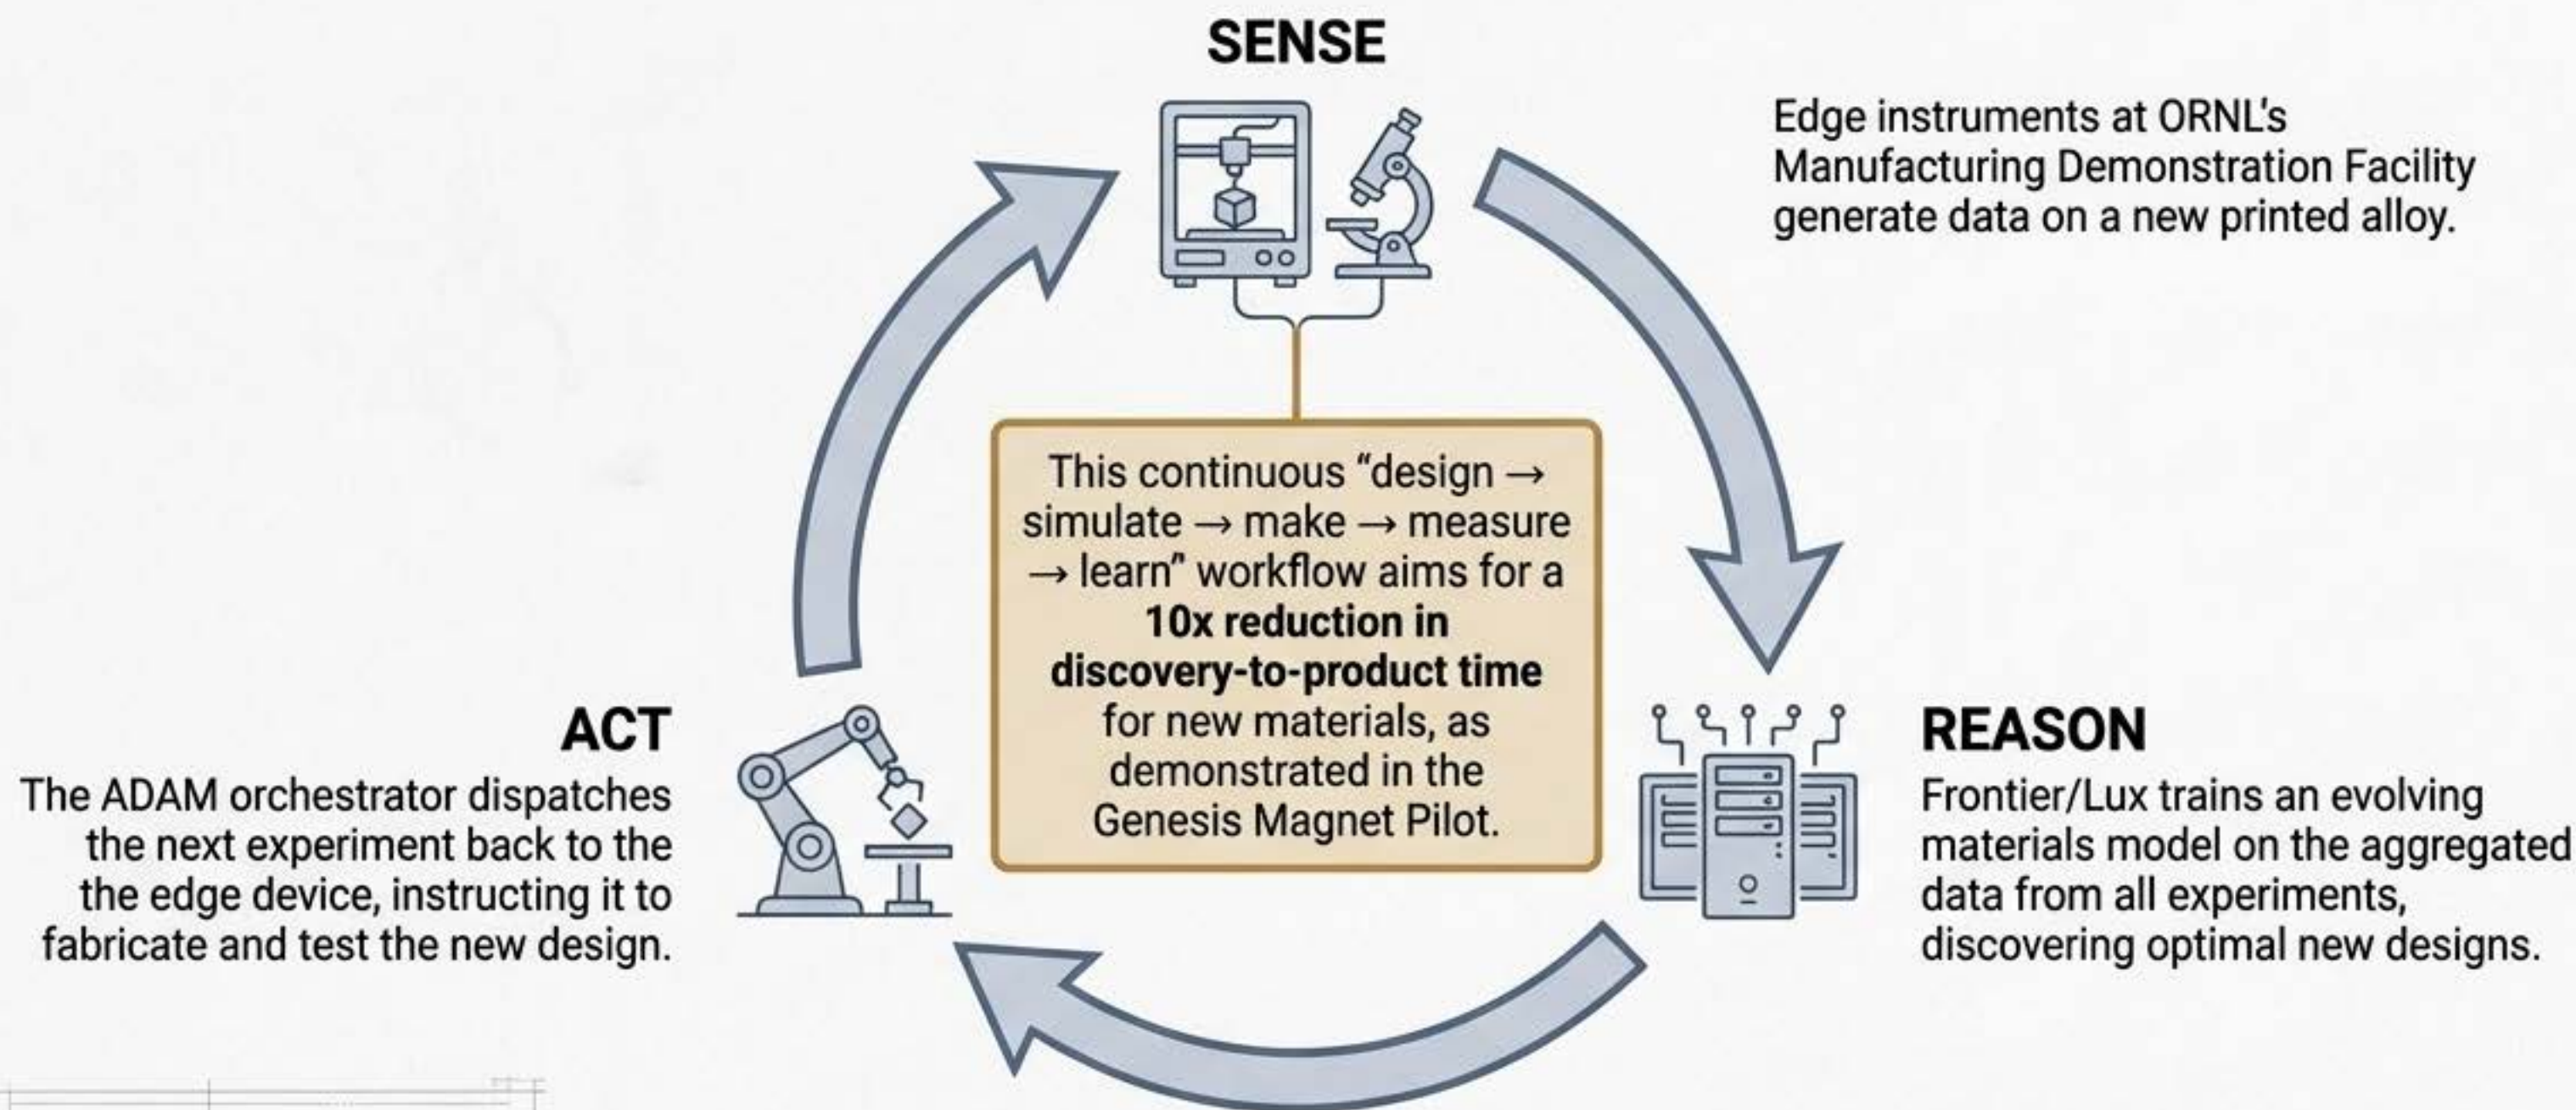 SENSE
Edge instruments at ORNL's
Manufacturing Demonstration Facility
generate data on a new printed alloy.
This continuous “design →
simulate → make → measure
→ learn” workflow aims for a
10x reduction in
discovery-to-product time
for new materials, as
demonstrated in the
Genesis Magnet Pilot.
ACT
The ADAM orchestrator dispatches
the next experiment back to the
the edge device, instructing it to
fabricate and test the new design.
REASON
Frontier/Lux trains an evolving
materials model on the aggregated
data from all experiments,
discovering optimal new designs.